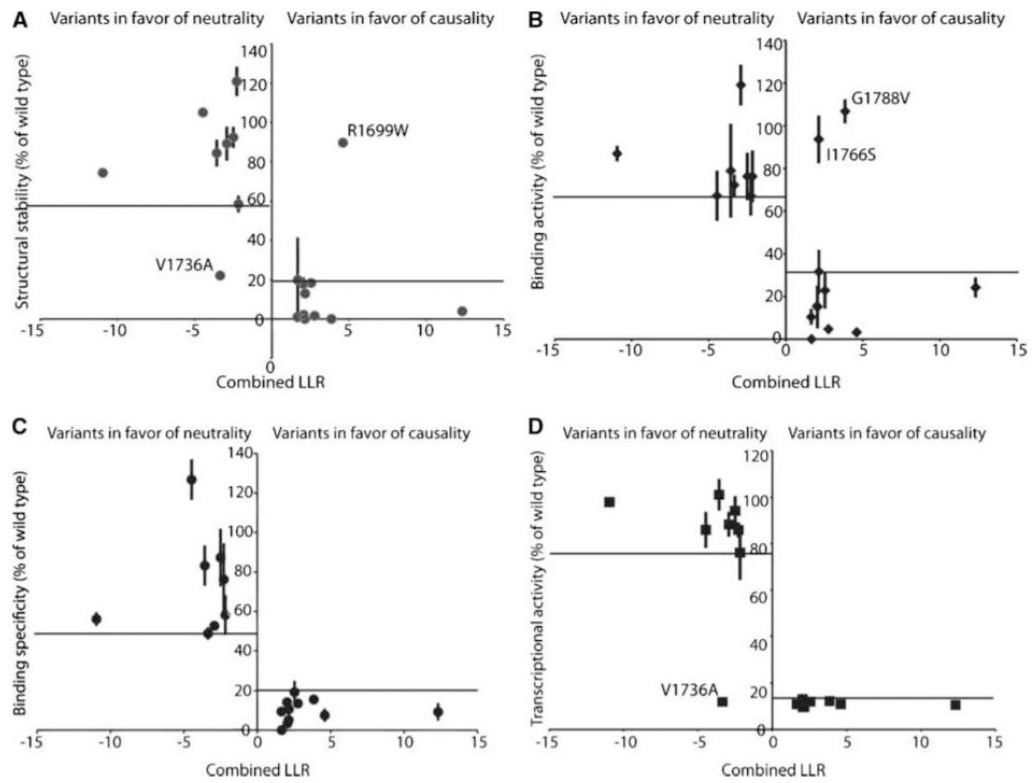 A
Variants in favor of neutrality
Variants in favor of causality
Structural stability (% of wild type)
140
120
100
80
60
40
20
0
R1699W
V1736A
-15
-10
-5
0
5
10
15
Combined LLR
B
Variants in favor of neutrality
Variants in favor of causality
Binding activity (% of wild type)
140
120
100
80
60
40
20
0
G1788V
I1766S
-15
-10
-5
0
5
10
15
Combined LLR
C
Variants in favor of neutrality
Variants in favor of causality
Binding specificity (% of wild type)
140
120
100
80
60
40
20
0
-15
-10
-5
0
5
10
15
Combined LLR
D
Variants in favor of neutrality
Variants in favor of causality
Transcriptional activity (% of wild type)
120
100
80
60
40
20
0
V1736A
-15
-10
-5
0
5
10
15
Combined LLR